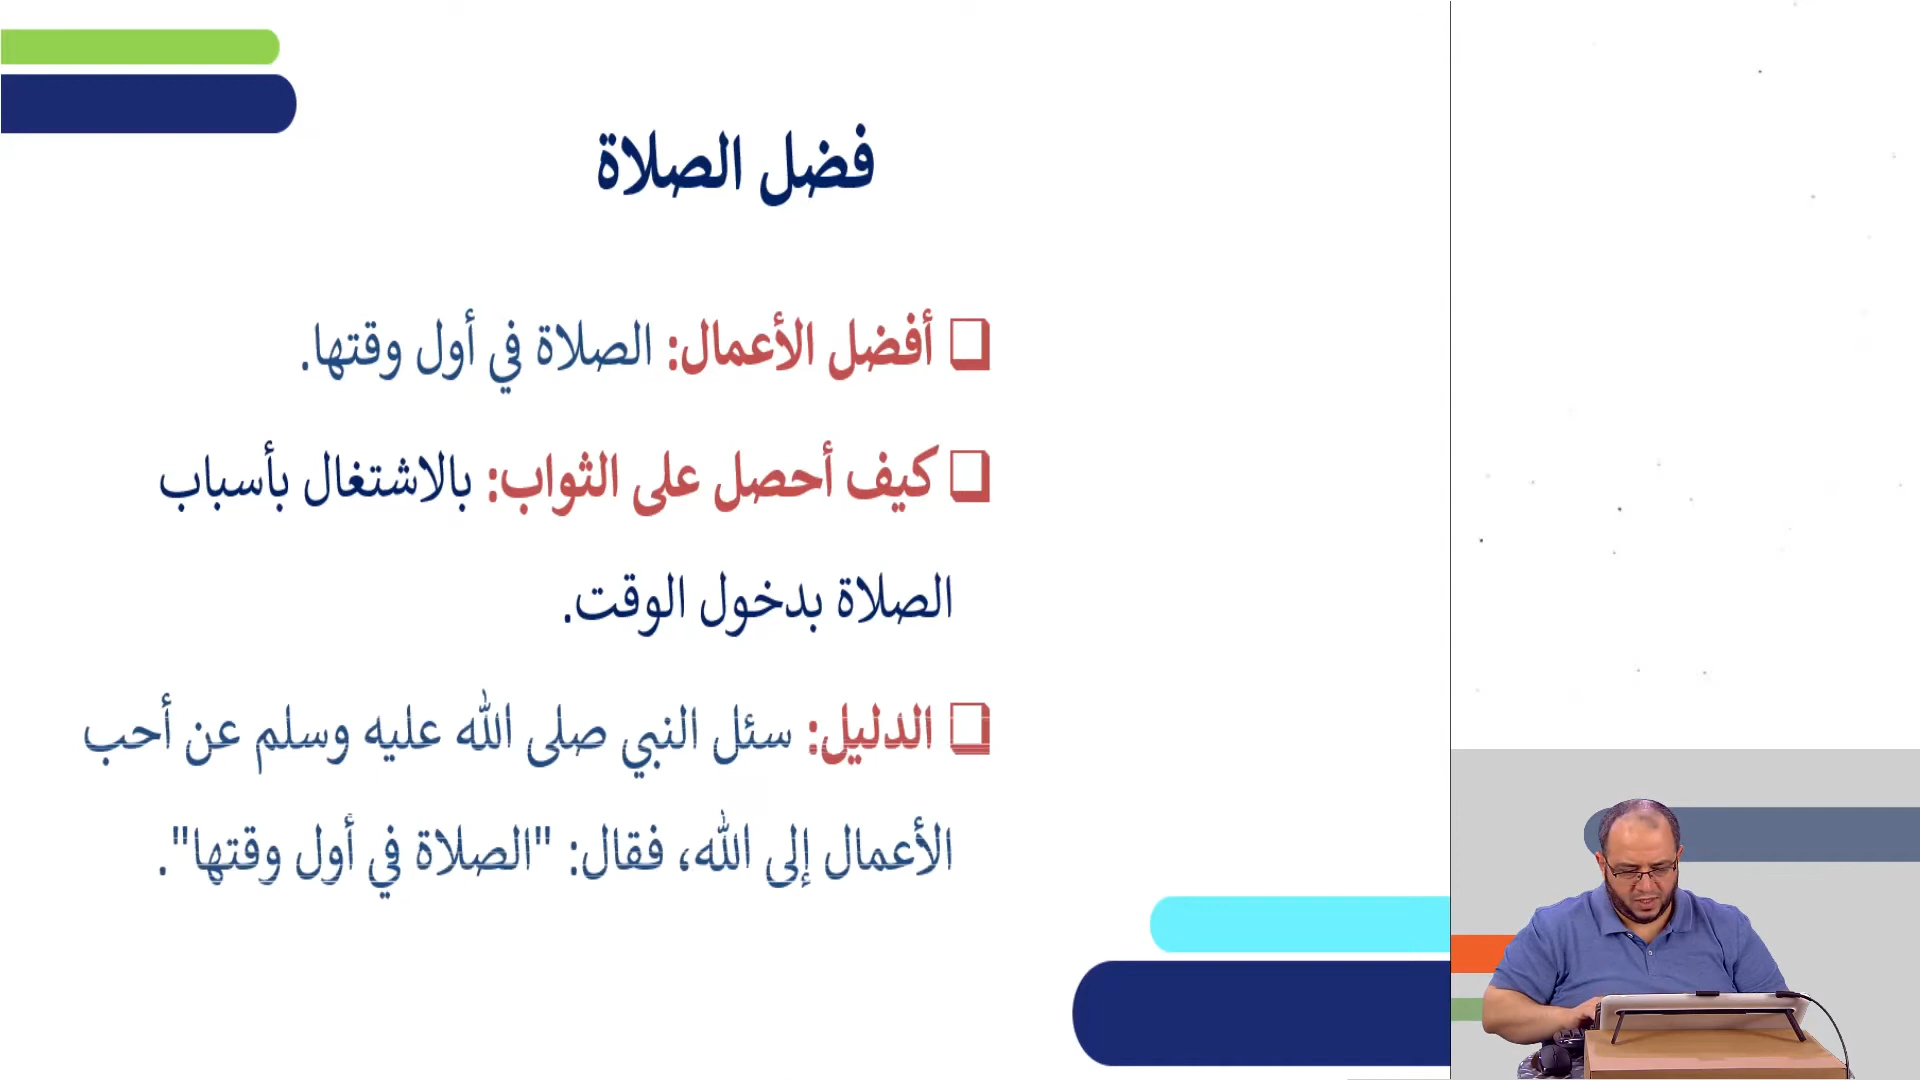 فضل الصلاة
أفضل الأعمال: الصلاة في أول وقتها.
كيف أحصل على الثواب: بالاشتغال بأسباب
الصلاة بدخول الوقت.
الدليل: سئل النبي صلى الله عليه وسلم عن أحب
الأعمال إلى الله، فقال: "الصلاة في أول وقتها".